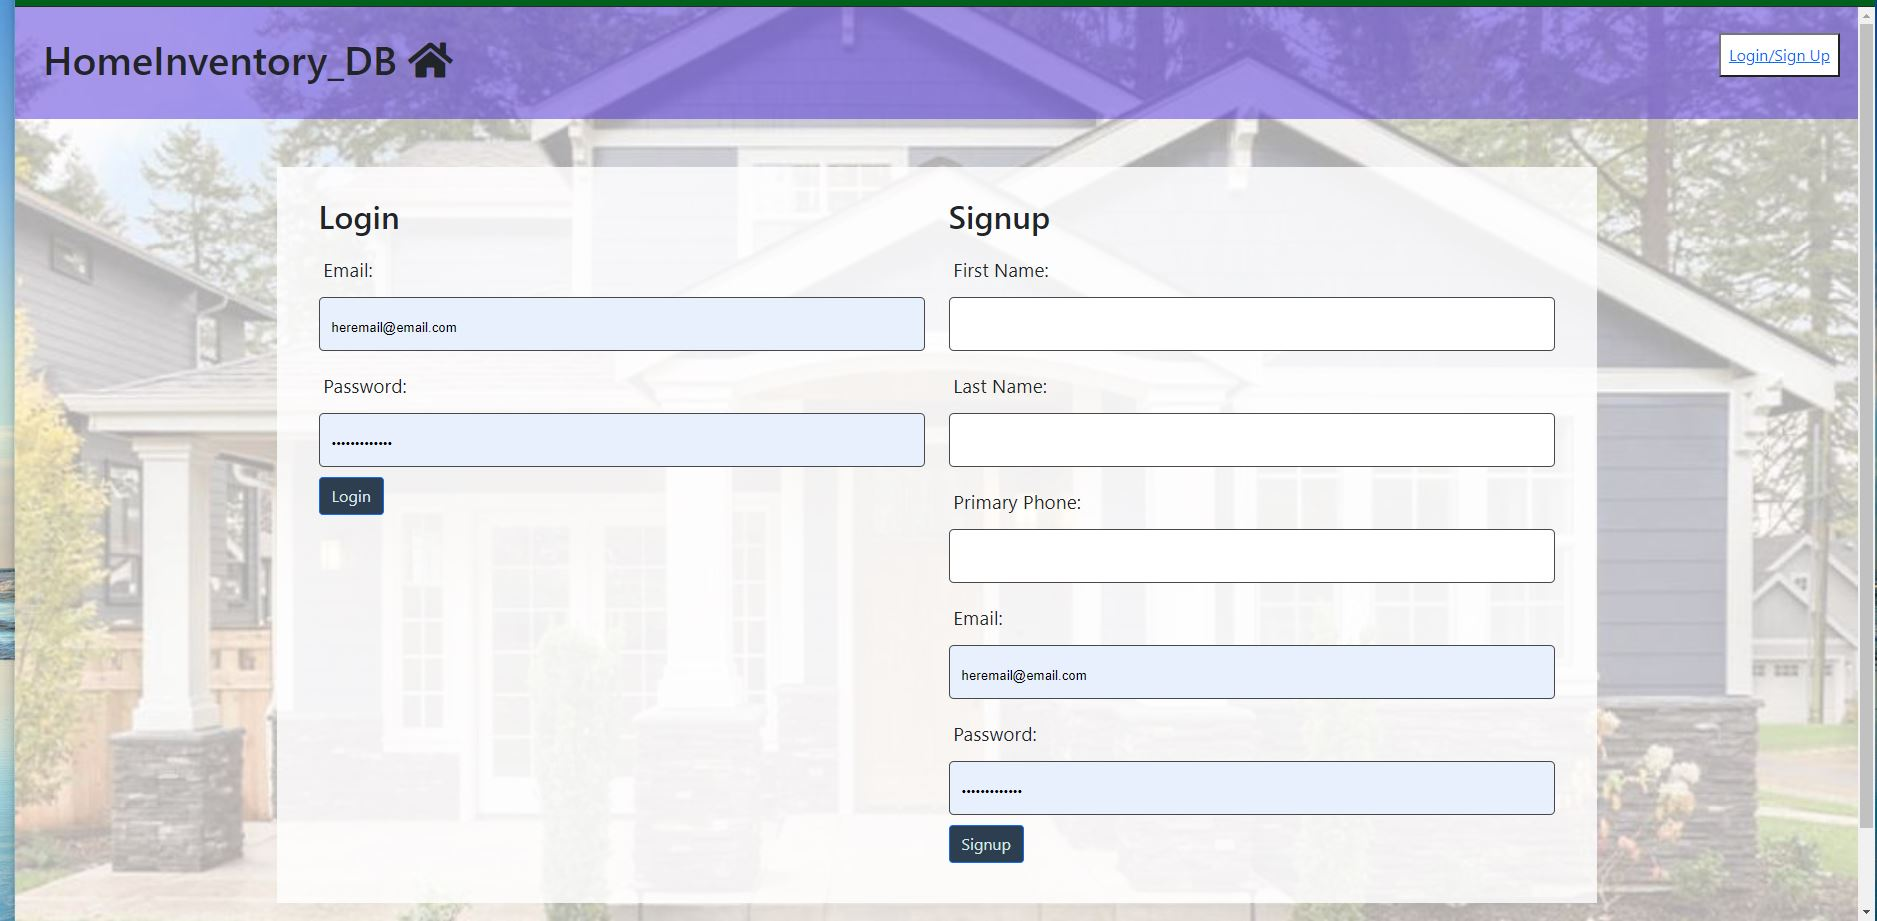 HomeInventory_DB
Login/Sign Up
Login
Email:
heremail@email.com
Password:
•••••••••••••
Login
Signup
First Name:
Last Name:
Primary Phone:
Email:
heremail@email.com
Password:
•••••••••••••
Signup